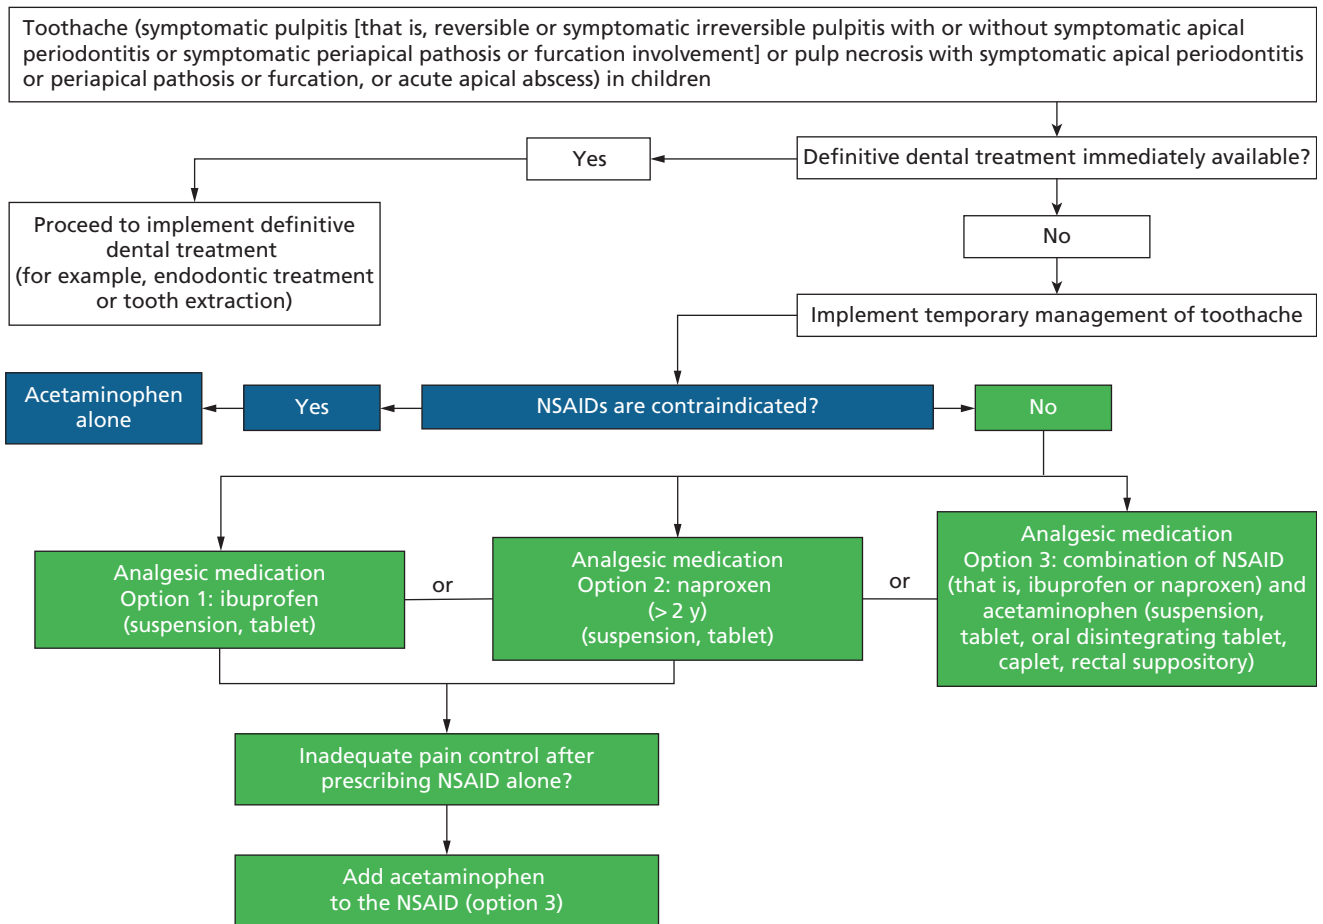 Toothache (symptomatic pulpitis [that is, reversible or symptomatic irreversible pulpitis with or without symptomatic apical
periodontitis or symptomatic periapical pathosis or furcation involvement] or pulp necrosis with symptomatic apical periodontitis
or periapical pathosis or furcation, or acute apical abscess) in children
Yes
Definitive dental treatment immediately available?
Proceed to implement definitive
dental treatment
(for example, endodontic treatment
or tooth extraction)
No
Implement temporary management of toothache
Acetaminophen
alone
Yes
NSAIDs are contraindicated?
No
Analgesic medication
Option 1: ibuprofen
(suspension, tablet)
or
Analgesic medication
Option 2: naproxen
(> 2 y)
(suspension, tablet)
or
Analgesic medication
Option 3: combination of NSAID
(that is, ibuprofen or naproxen) and
acetaminophen (suspension,
tablet, oral disintegrating tablet,
caplet, rectal suppository)
Inadequate pain control after
prescribing NSAID alone?
Add acetaminophen
to the NSAID (option 3)